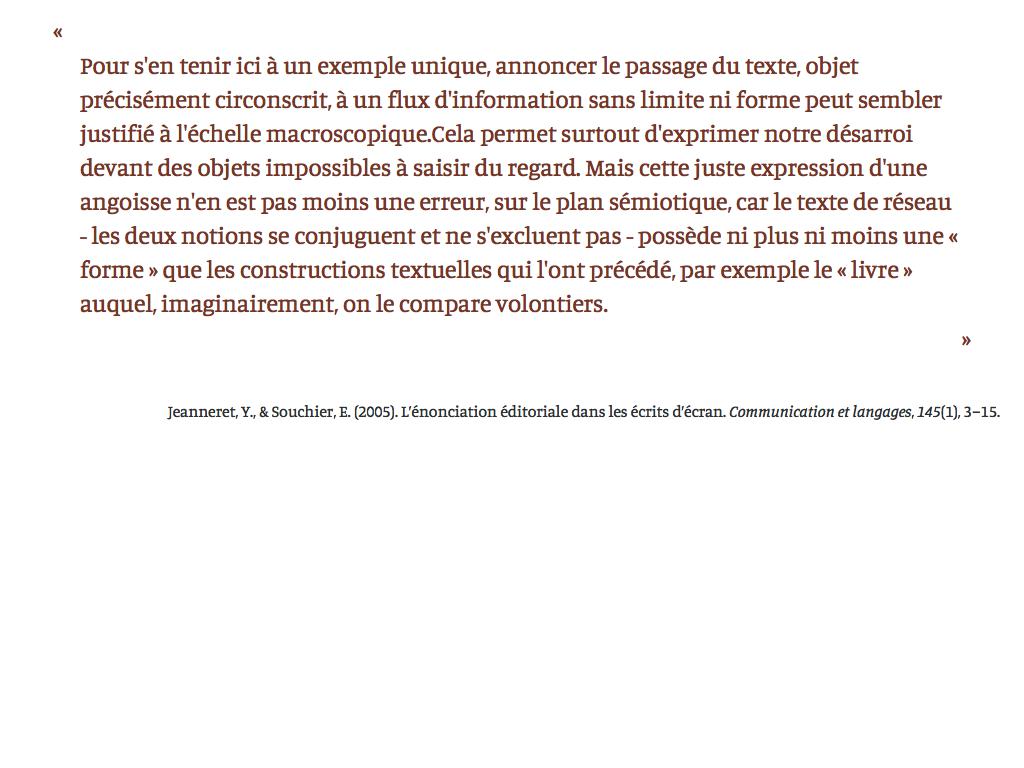 «
Pour s'en tenir ici à un exemple unique, annoncer le passage du texte, objet
précisément circonscrit, à un flux d'information sans limite ni forme peut sembler
justifié à l'échelle macroscopique.Cela permet surtout d'exprimer notre désarroi
devant des objets impossibles à saisir du regard. Mais cette juste expression d'une
angoisse n'en est pas moins une erreur, sur le plan sémiotique, car le texte de réseau
- les deux notions se conjuguent et ne s'excluent pas - possède ni plus ni moins une «
forme » que les constructions textuelles qui l'ont précédé, par exemple le « livre »
auquel, imaginairement, on le compare volontiers.
»
Jeanneret, Y., & Souchier, E. (2005). L’énonciation éditoriale dans les écrits d’écran. Communication et langages, 145(1), 3–15.